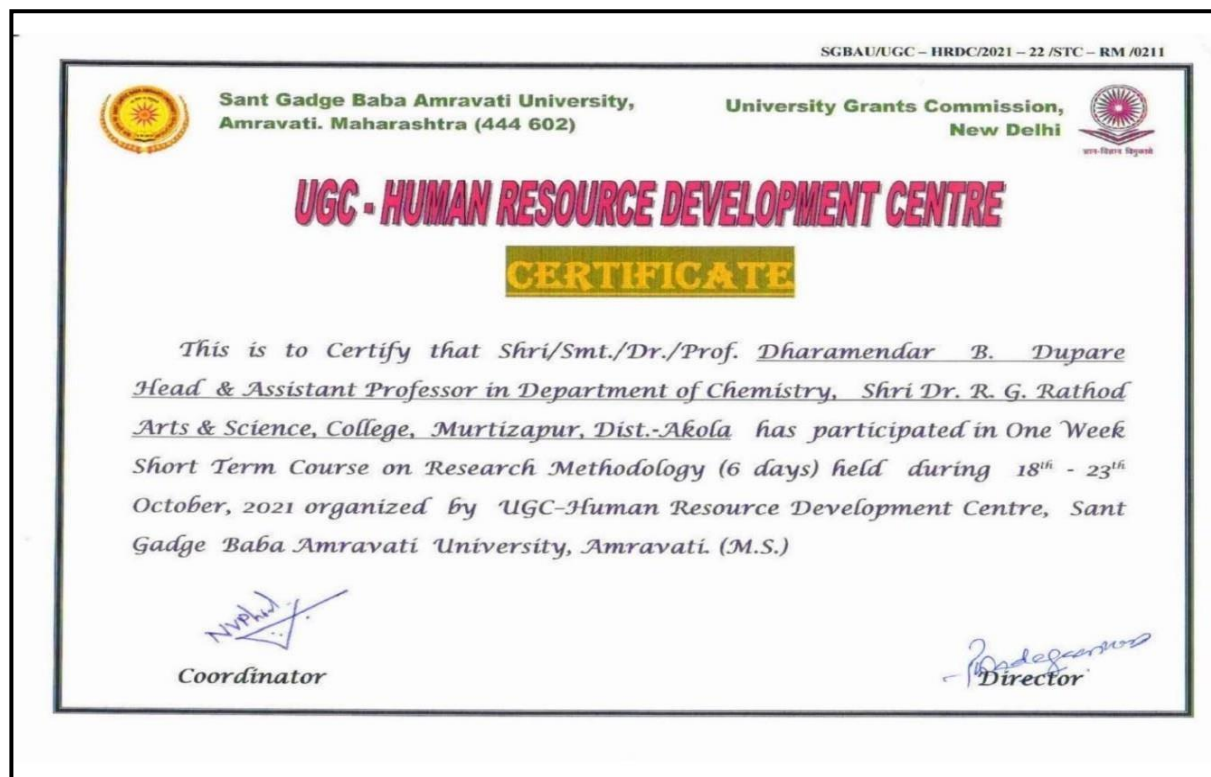 SGBAU/UGC – HRDC/2021 – 22 /STC – RM /0211
Sant Gadge Baba Amravati University,
Amravati. Maharashtra (444 602)
University Grants Commission,
New Delhi
ज्ञान-विज्ञान विमुक्तये
UGC - HUMAN RESOURCE DEVELOPMENT CENTRE
CERTIFICATE
This is to Certify that Shri/Smt./Dr./Prof. Dharamendar B. Dupare
Head & Assistant Professor in Department of Chemistry, Shri Dr. R. G. Rathod
Arts & Science, College, Murtizapur, Dist.-Akola has participated in One Week
Short Term Course on Research Methodology (6 days) held during 18th - 23th
October, 2021 organized by UGC–Human Resource Development Centre, Sant
Gadge Baba Amravati University, Amravati. (M.S.)
Coordinator
Director